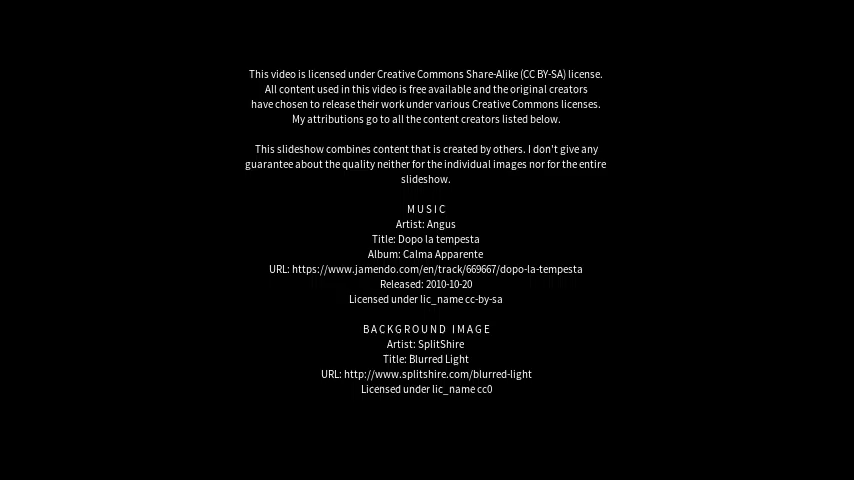 This video is licensed under Creative Commons Share-Alike (CC BY-SA) license.
All content used in this video is free available and the original creators
have chosen to release their work under various Creative Commons licenses.
My attributions go to all the content creators listed below.
This slideshow combines content that is created by others. I don't give any
guarantee about the quality neither for the individual images nor for the entire
slideshow.
MUSIC
Artist: Angus
Title: Dopo la tempesta
Album: Calma Apparente
URL: https://www.jamendo.com/en/track/669667/dopo-la-tempesta
Released: 2010-10-20
Licensed under lic_name cc-by-sa
BACKGROUND IMAGE
Artist: SplitShire
Title: Blurred Light
URL: http://www.splitshire.com/blurred-light
Licensed under lic_name cc0